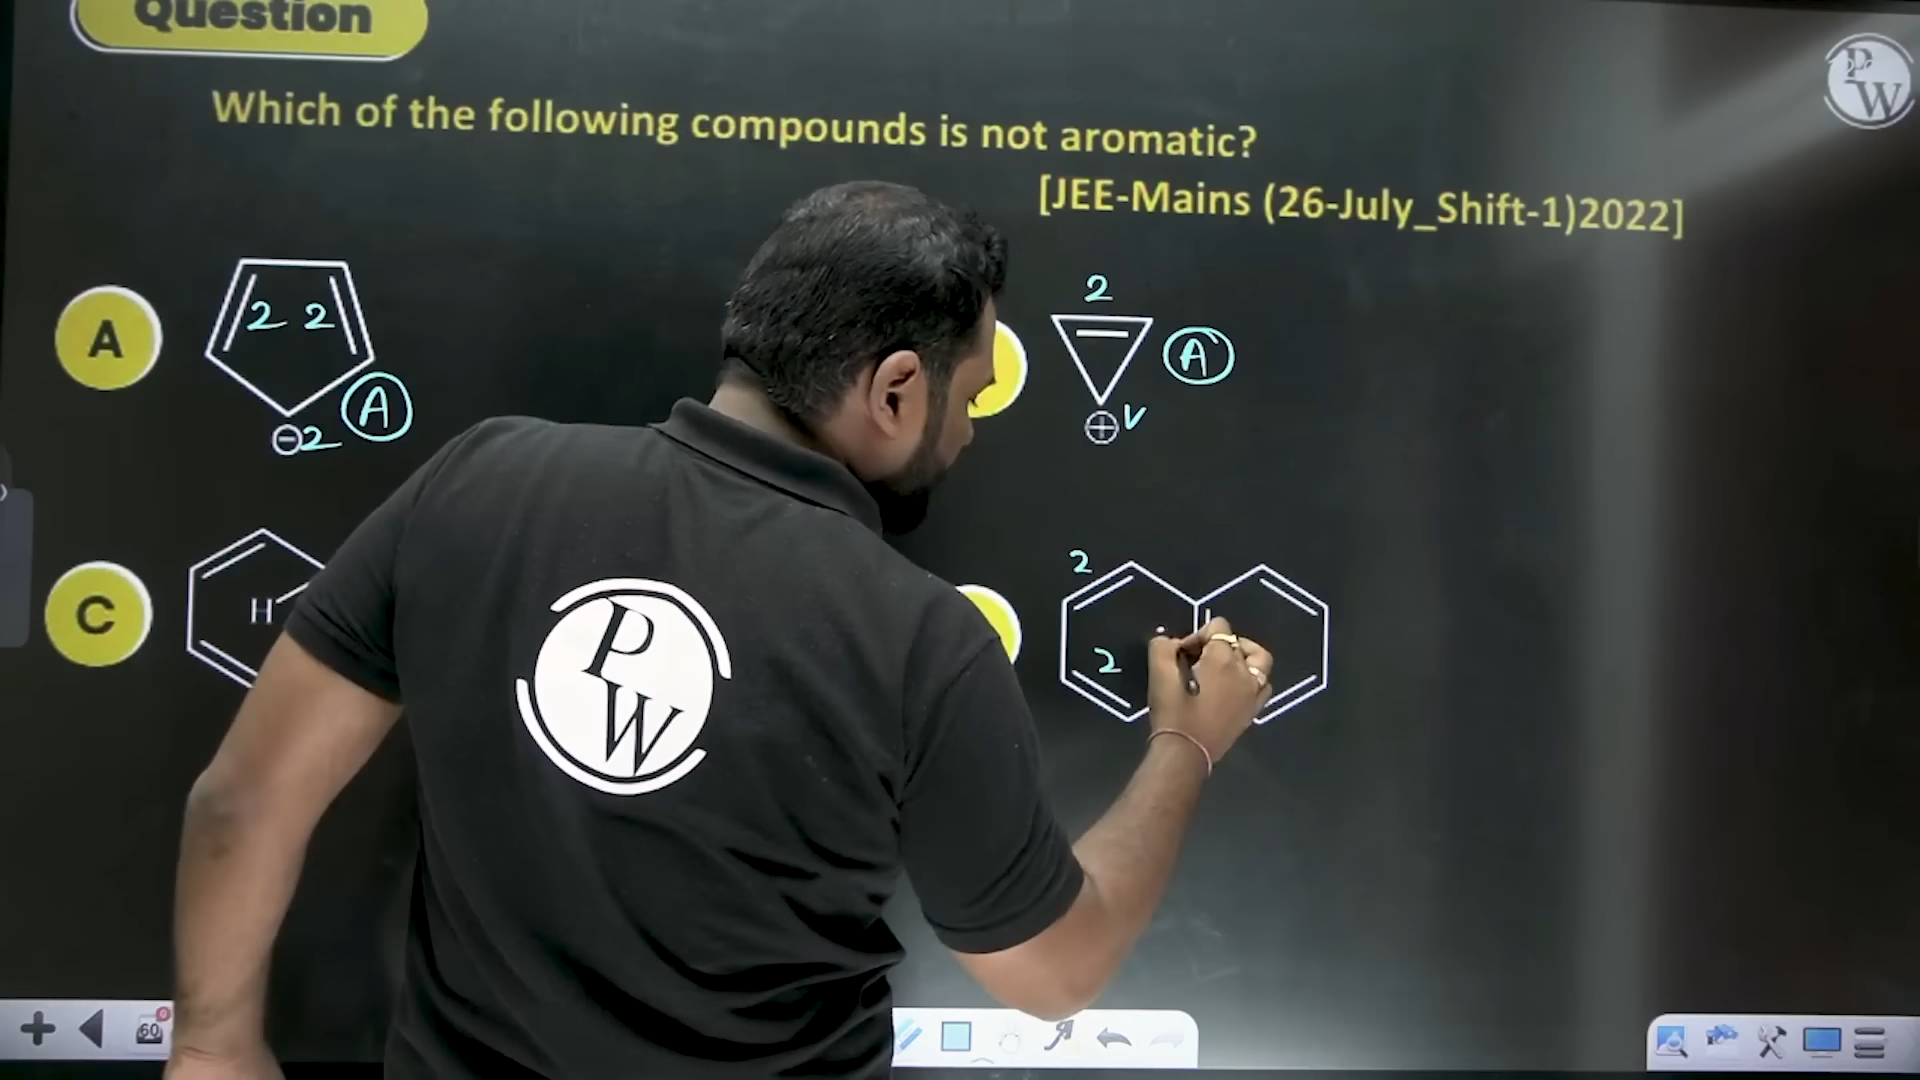 Question
PW
Which of the following compounds is not aromatic?
[JEE-Mains (26-July_Shift-1)2022]
A
2 2
2
A
2
A
C
H
2
2
P
W
60